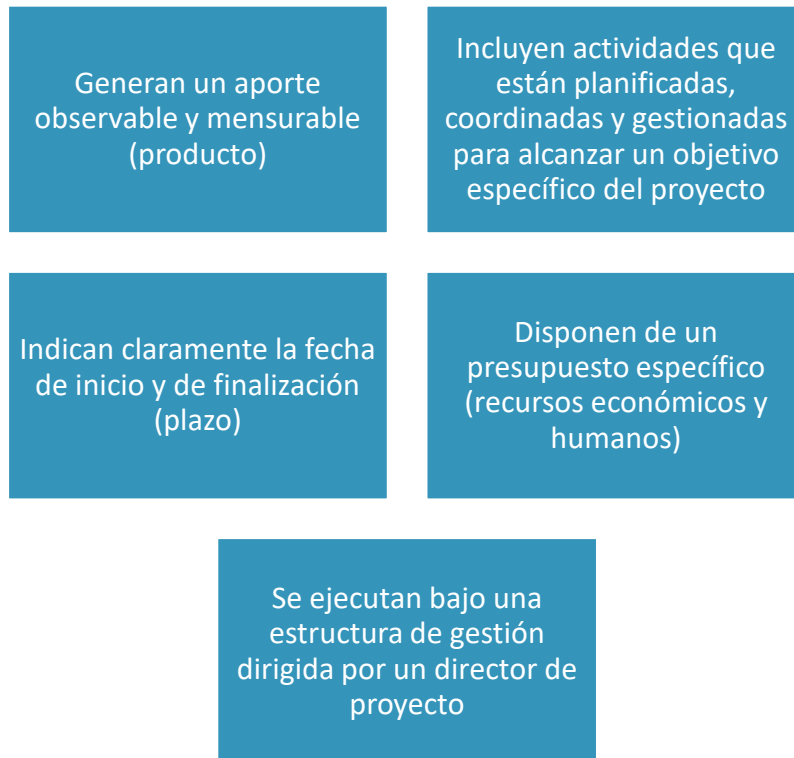 Generan un aporte
observable y mensurable
(producto)
Incluyen actividades que
están planificadas,
coordinadas y gestionadas
para alcanzar un objetivo
específico del proyecto
Indican claramente la fecha
de inicio y de finalización
(plazo)
Disponen de un
presupuesto específico
(recursos económicos y
humanos)
Se ejecutan bajo una
estructura de gestión
dirigida por un director de
proyecto